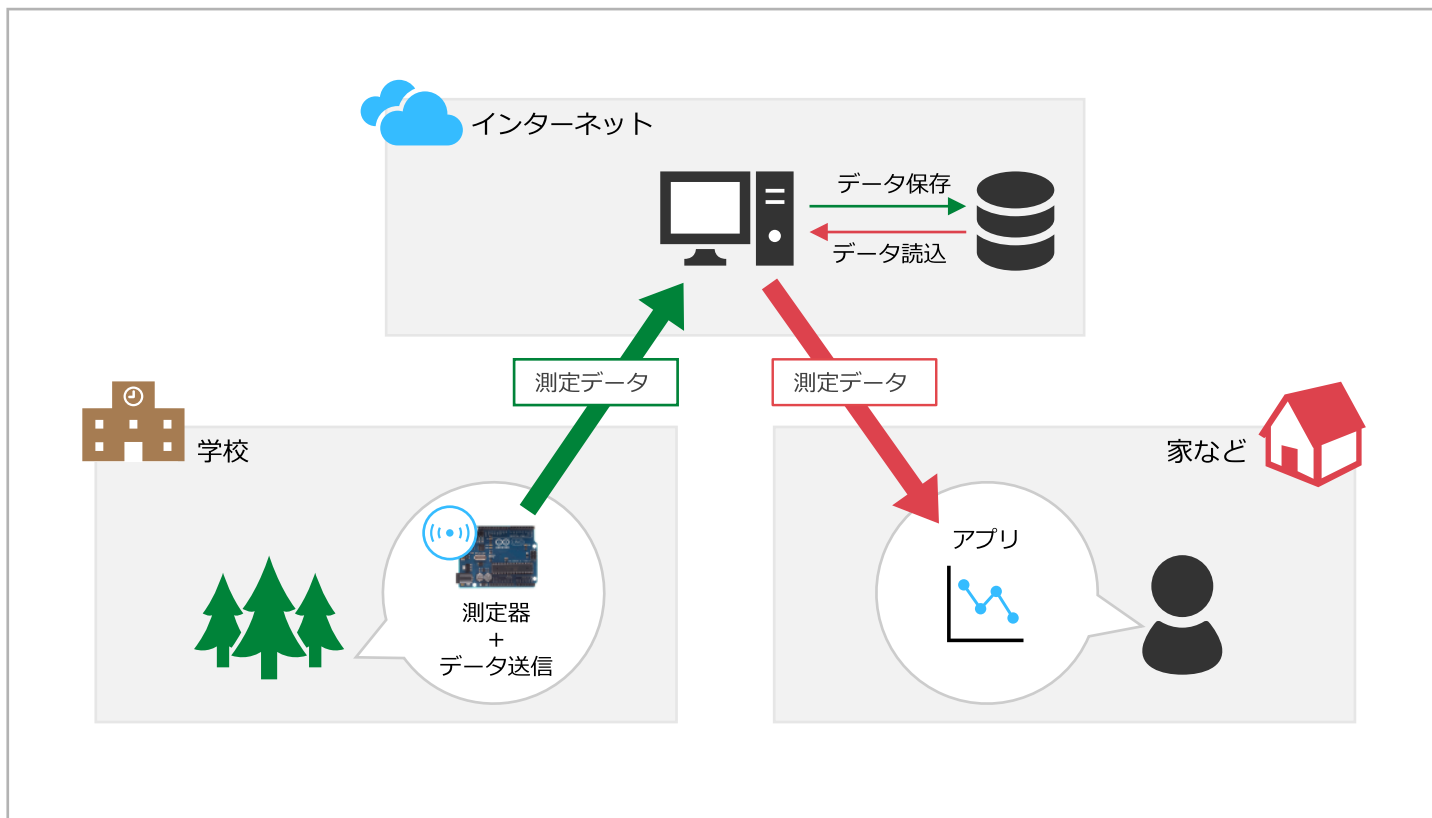 インターネット
データ保存
データ読込
測定データ
測定データ
学校
家など
測定器
+
データ送信
アプリ